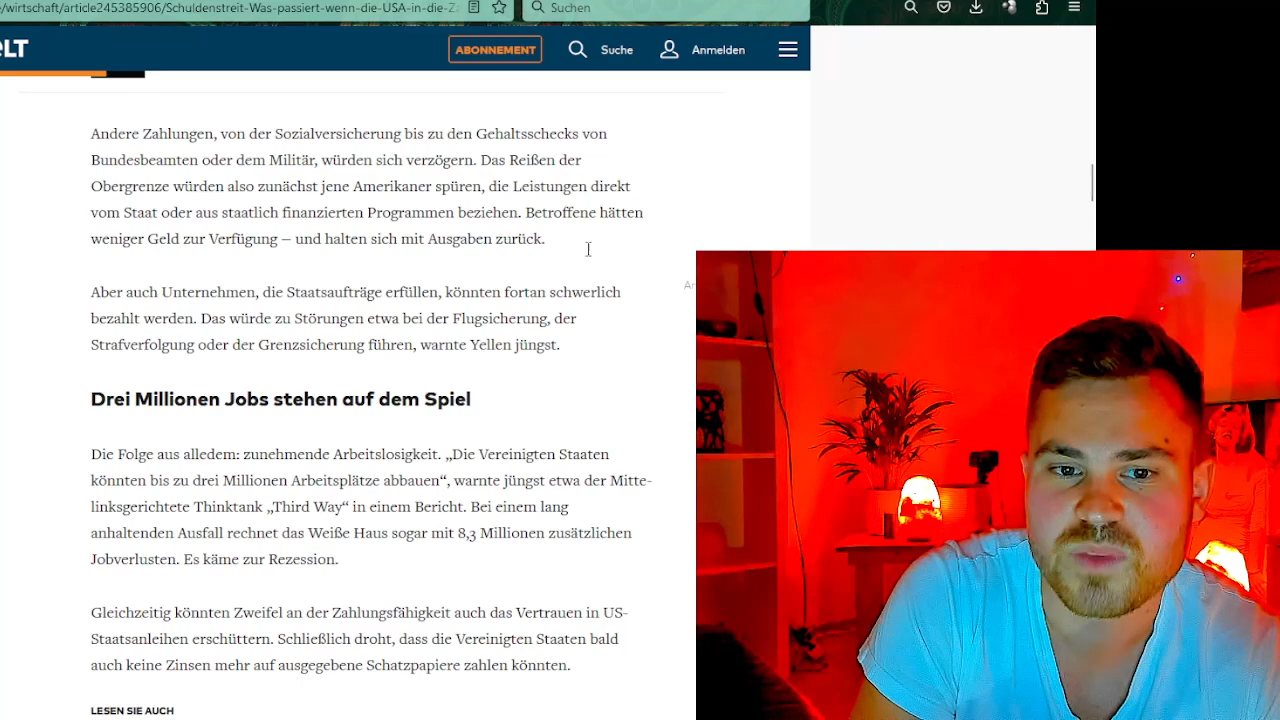 /wirtschaft/article245385906/Schuldenstreit-Was-passiert-wenn-die-USA-in-die-Z
Suchen
ELT
ABONNEMENT
Suche
Anmelden
Andere Zahlungen, von der Sozialversicherung bis zu den Gehaltsschecks von
Bundesbeamten oder dem Militär, würden sich verzögern. Das Reißen der
Obergrenze würden also zunächst jene Amerikaner spüren, die Leistungen direkt
vom Staat oder aus staatlich finanzierten Programmen beziehen. Betroffene hätten
weniger Geld zur Verfügung – und halten sich mit Ausgaben zurück.
Aber auch Unternehmen, die Staatsaufträge erfüllen, könnten fortan schwerlich
bezahlt werden. Das würde zu Störungen etwa bei der Flugsicherung, der
Strafverfolgung oder der Grenzsicherung führen, warnte Yellen jüngst.
Drei Millionen Jobs stehen auf dem Spiel
Die Folge aus alledem: zunehmende Arbeitslosigkeit. „Die Vereinigten Staaten
könnten bis zu drei Millionen Arbeitsplätze abbauen“, warnte jüngst etwa der Mitte-
linksgerichtete Thinktank „Third Way“ in einem Bericht. Bei einem lang
anhaltenden Ausfall rechnet das Weiße Haus sogar mit 8,3 Millionen zusätzlichen
Jobverlusten. Es käme zur Rezession.
Gleichzeitig könnten Zweifel an der Zahlungsfähigkeit auch das Vertrauen in US-
Staatsanleihen erschüttern. Schließlich droht, dass die Vereinigten Staaten bald
auch keine Zinsen mehr auf ausgegebene Schatzpapiere zahlen könnten.
LESEN SIE AUCH